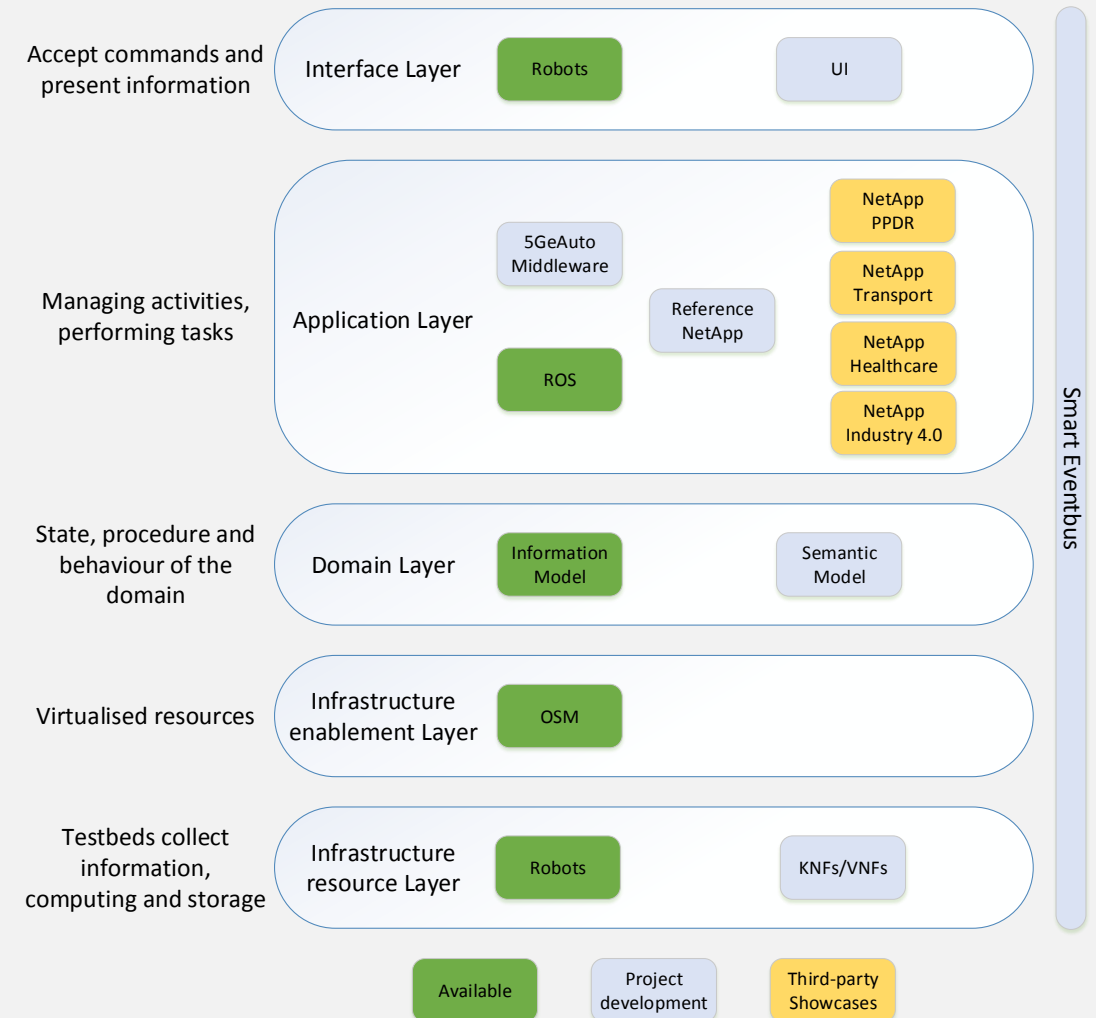 Accept commands and
present information
Interface Layer
Robots
UI
Managing activities,
performing tasks
Application Layer
5GeAuto
Middleware
ROS
Reference
NetApp
NetApp
PPDR
NetApp
Transport
NetApp
Healthcare
NetApp
Industry 4.0
State, procedure and
behaviour of the
domain
Domain Layer
Information
Model
Semantic
Model
Virtualised resources
Infrastructure
enablement Layer
OSM
Testbeds collect
information,
computing and storage
Infrastructure
resource Layer
Robots
KNFs/VNFs
Smart Eventbus
Available
Project
development
Third-party
Showcases